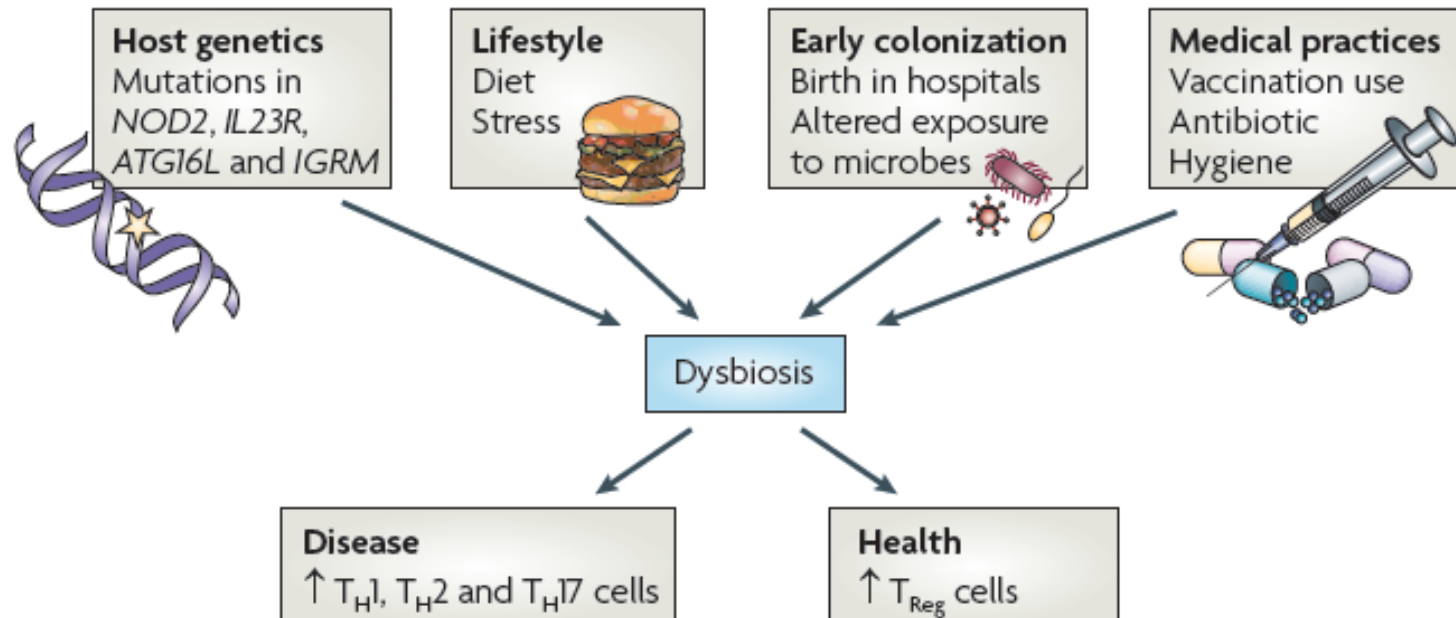 Host genetics
Mutations in
NOD2, IL23R,
ATG16L and IGRM
Lifestyle
Diet
Stress
Early colonization
Birth in hospitals
Altered exposure
to microbes
Medical practices
Vaccination use
Antibiotic
Hygiene
Dysbiosis
Disease
↑ TH1, TH2 and TH17 cells
Health
↑ TReg cells